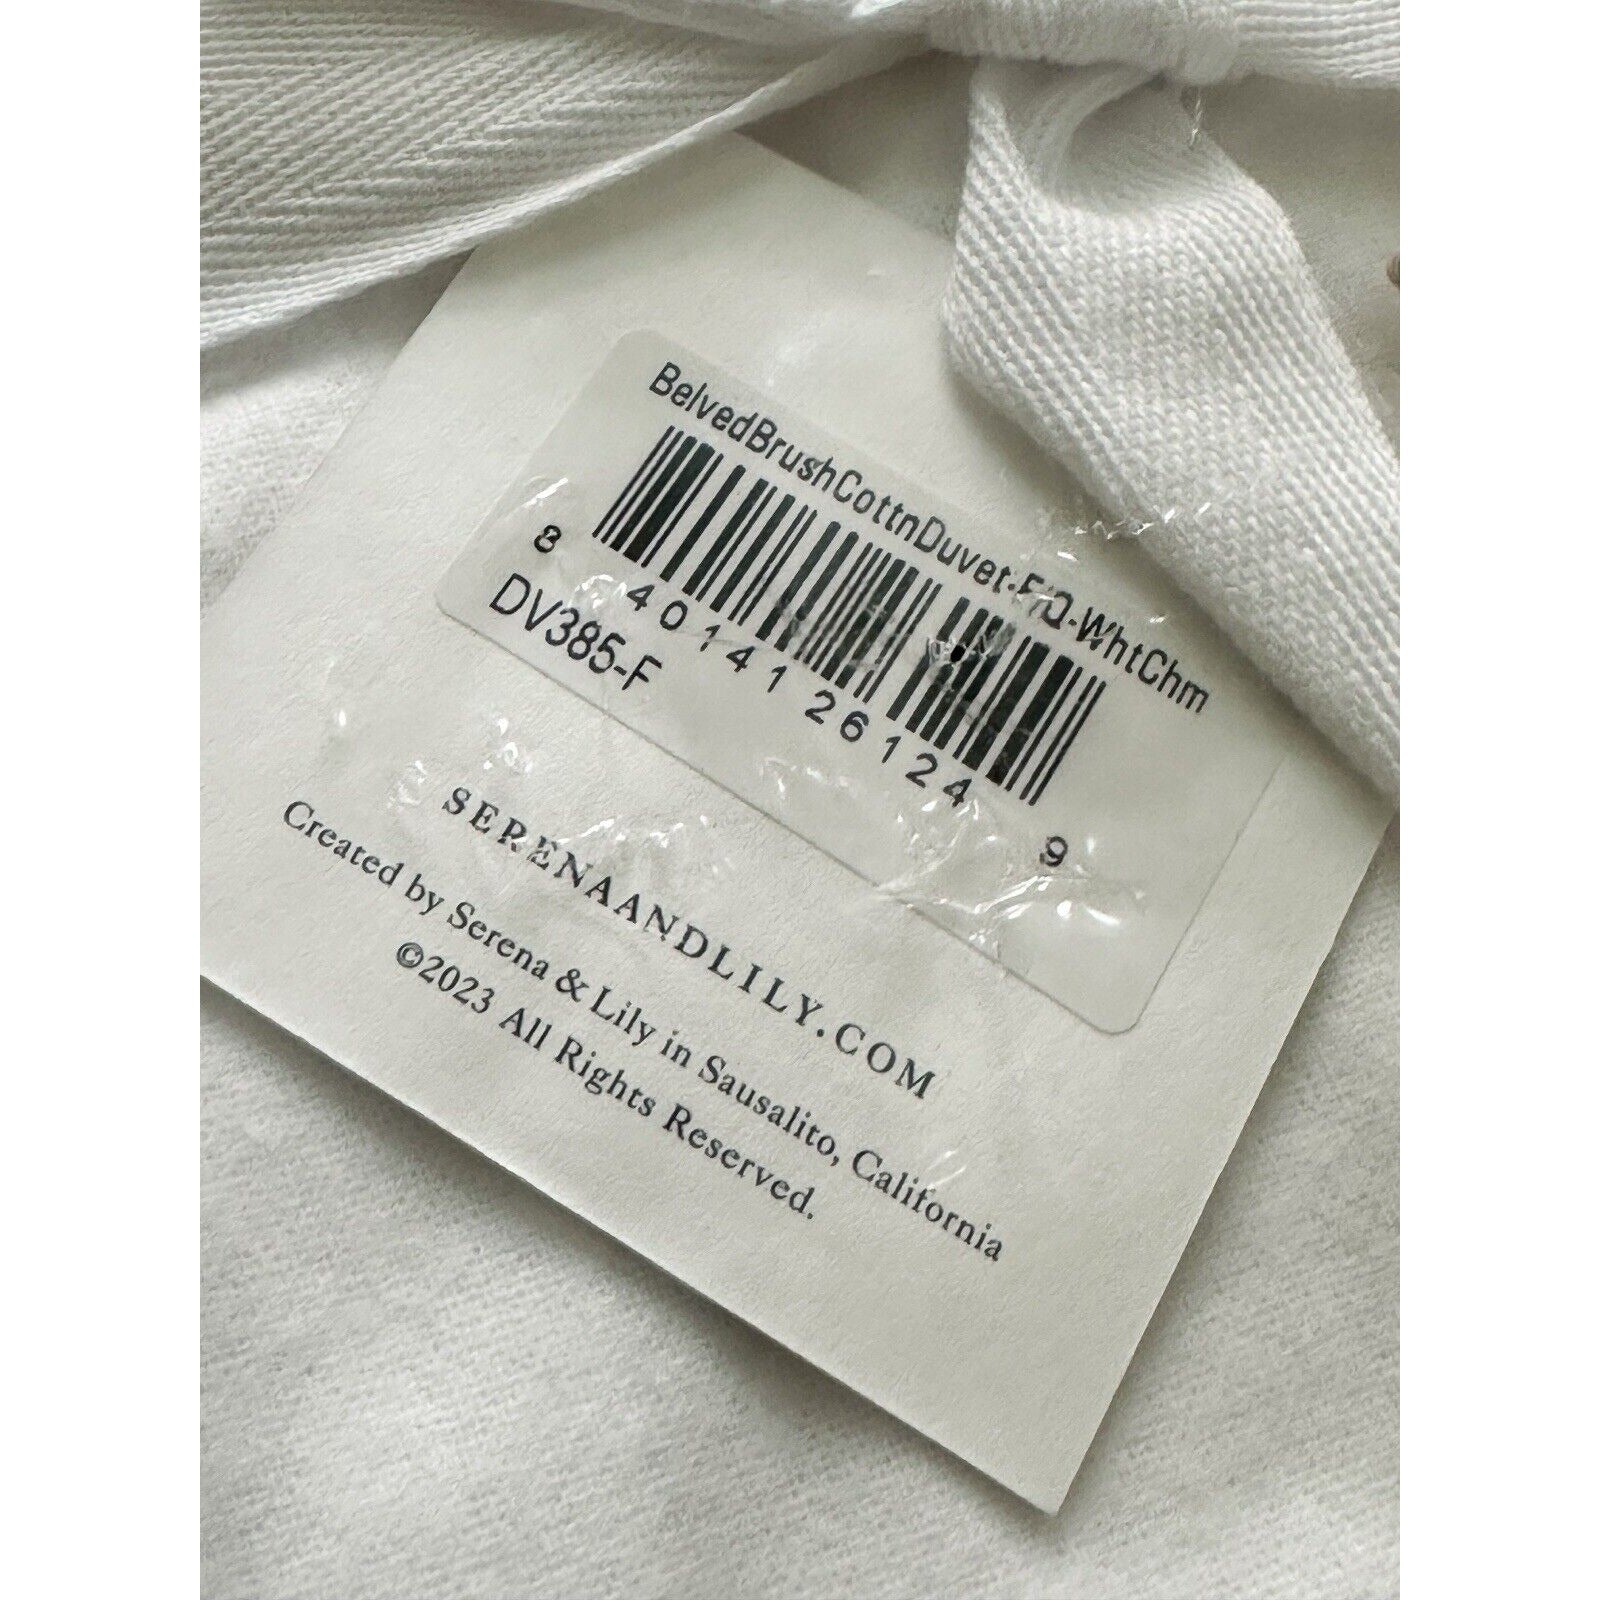 BelvedBrushCottnDuvet-F/Q-WhtChm
8 40141 26124 9
DV385-F
SERENAANDLILY.COM
Created by Serena & Lily in Sausalito, California
©2023 All Rights Reserved.